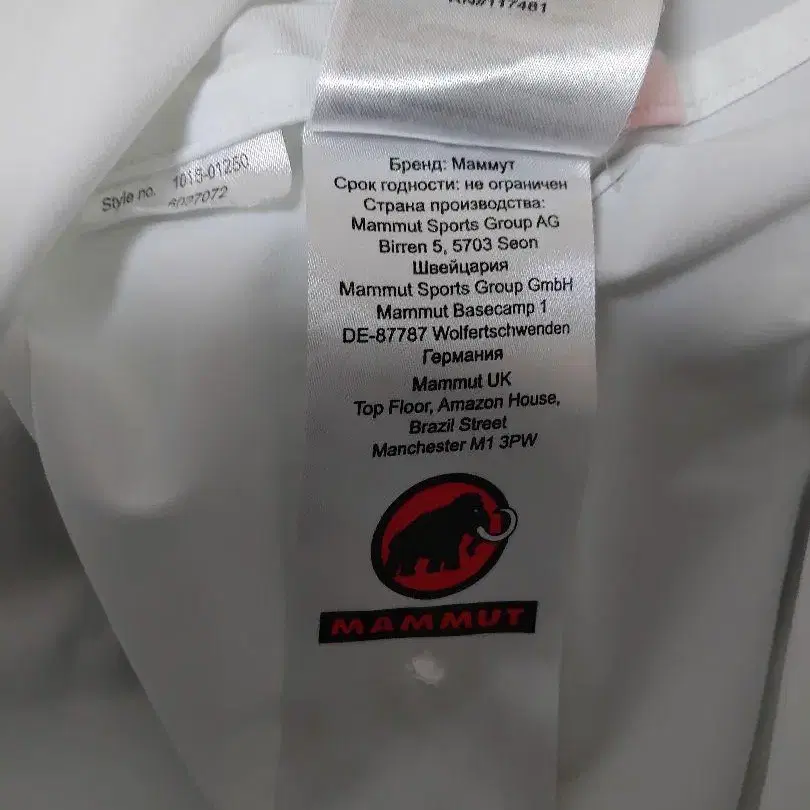 RN#117461
Style no. 1015-01250
Бренд: Маммут
Срок годности: не ограничен
Страна производства:
Mammut Sports Group AG
Birren 5, 5703 Seon
Швейцария
Mammut Sports Group GmbH
Mammut Basecamp 1
DE-87787 Wolfertschwenden
Германия
Mammut UK
Top Floor, Amazon House,
Brazil Street
Manchester M1 3PW
MAMMUT